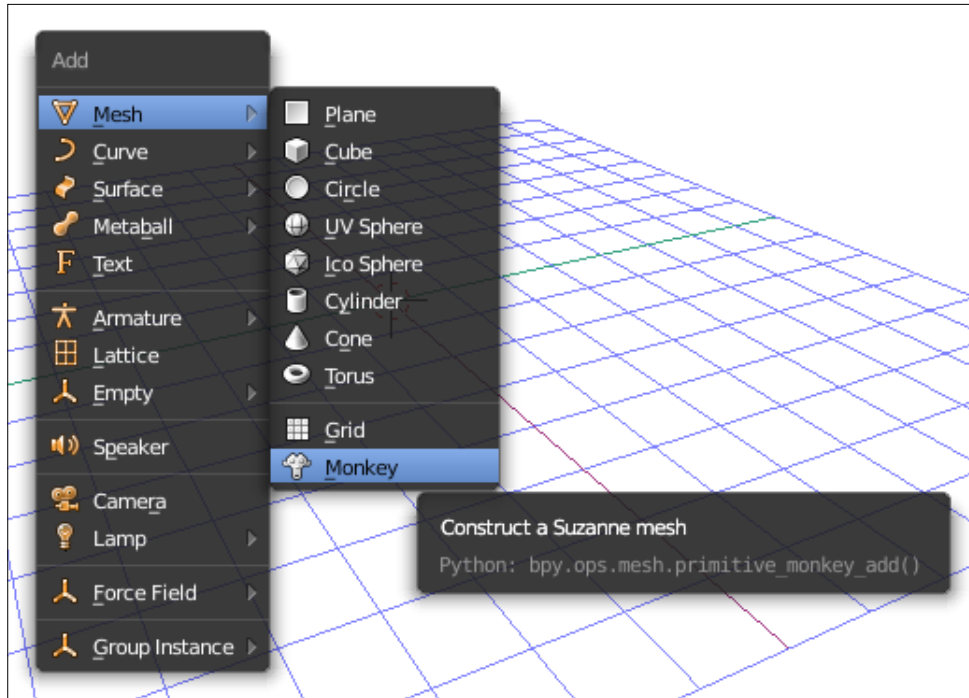 Add
Mesh
Curve
Surface
Metaball
Text
Armature
Lattice
Empty
Speaker
Camera
Lamp
Force Field
Group Instance
Plane
Cube
Circle
UV Sphere
Ico Sphere
Cylinder
Cone
Torus
Grid
Monkey
Construct a Suzanne mesh
Python: bpy.ops.mesh.primitive_monkey_add()